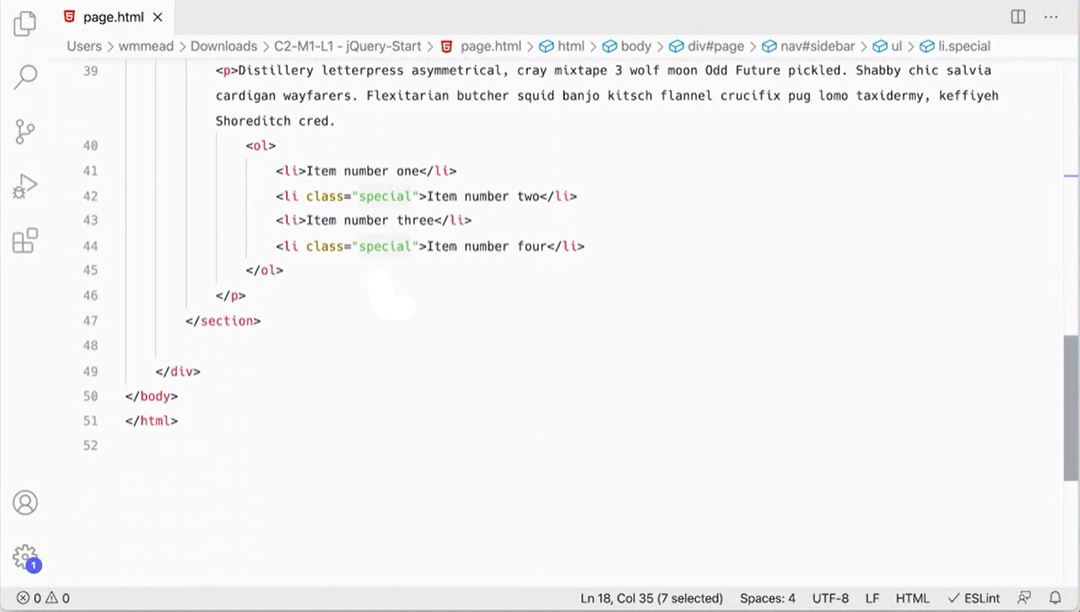 page.html
Users > wmmead > Downloads > C2-M1-L1 - jQuery-Start > page.html > html > body > div#page > nav#sidebar > ul > li.special
39 <p>Distillery letterpress asymmetrical, cray mixtape 3 wolf moon Odd Future pickled. Shabby chic salvia
cardigan wayfarers. Flexitarian butcher squid banjo kitsch flannel crucifix pug lomo taxidermy, keffiyeh
Shoreditch cred.
40 <ol>
41 <li>Item number one</li>
42 <li class="special">Item number two</li>
43 <li>Item number three</li>
44 <li class="special">Item number four</li>
45 </ol>
46 </p>
47 </section>
48
49 </div>
50 </body>
51 </html>
52
1
0 0 Ln 18, Col 35 (7 selected) Spaces: 4 UTF-8 LF HTML ESLint